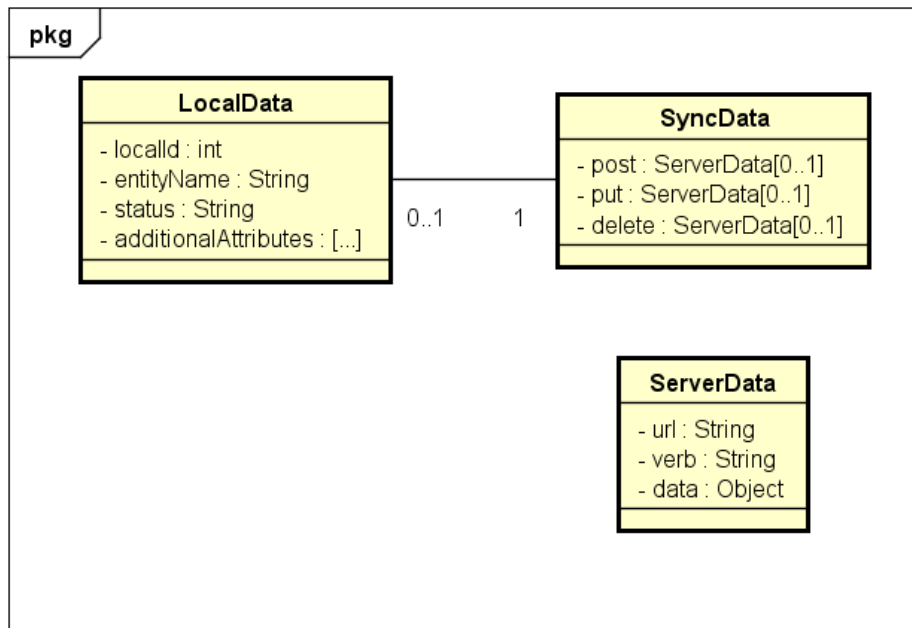 pkg
LocalData
- localId : int
- entityName : String
- status : String
- additionalAttributes : [...]
0..1
1
SyncData
- post : ServerData[0..1]
- put : ServerData[0..1]
- delete : ServerData[0..1]
ServerData
- url : String
- verb : String
- data : Object